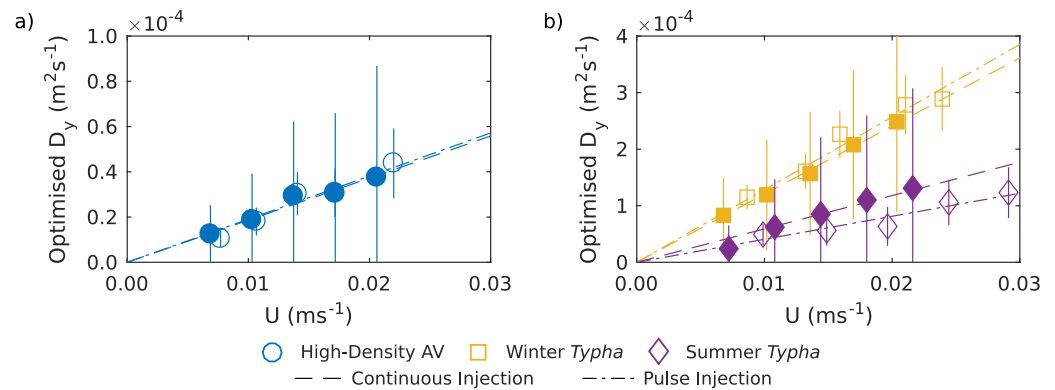 a)
×10⁻⁴
Optimised D_y (m²s⁻¹)
1.0
0.8
0.6
0.4
0.2
0.0
0.00 0.01 0.02 0.03
U (ms⁻¹)
b)
×10⁻⁴
Optimised D_y (m²s⁻¹)
4
2
0
0.00 0.01 0.02 0.03
U (ms⁻¹)
High-Density AV Winter Typha Summer Typha
Continuous Injection Pulse Injection